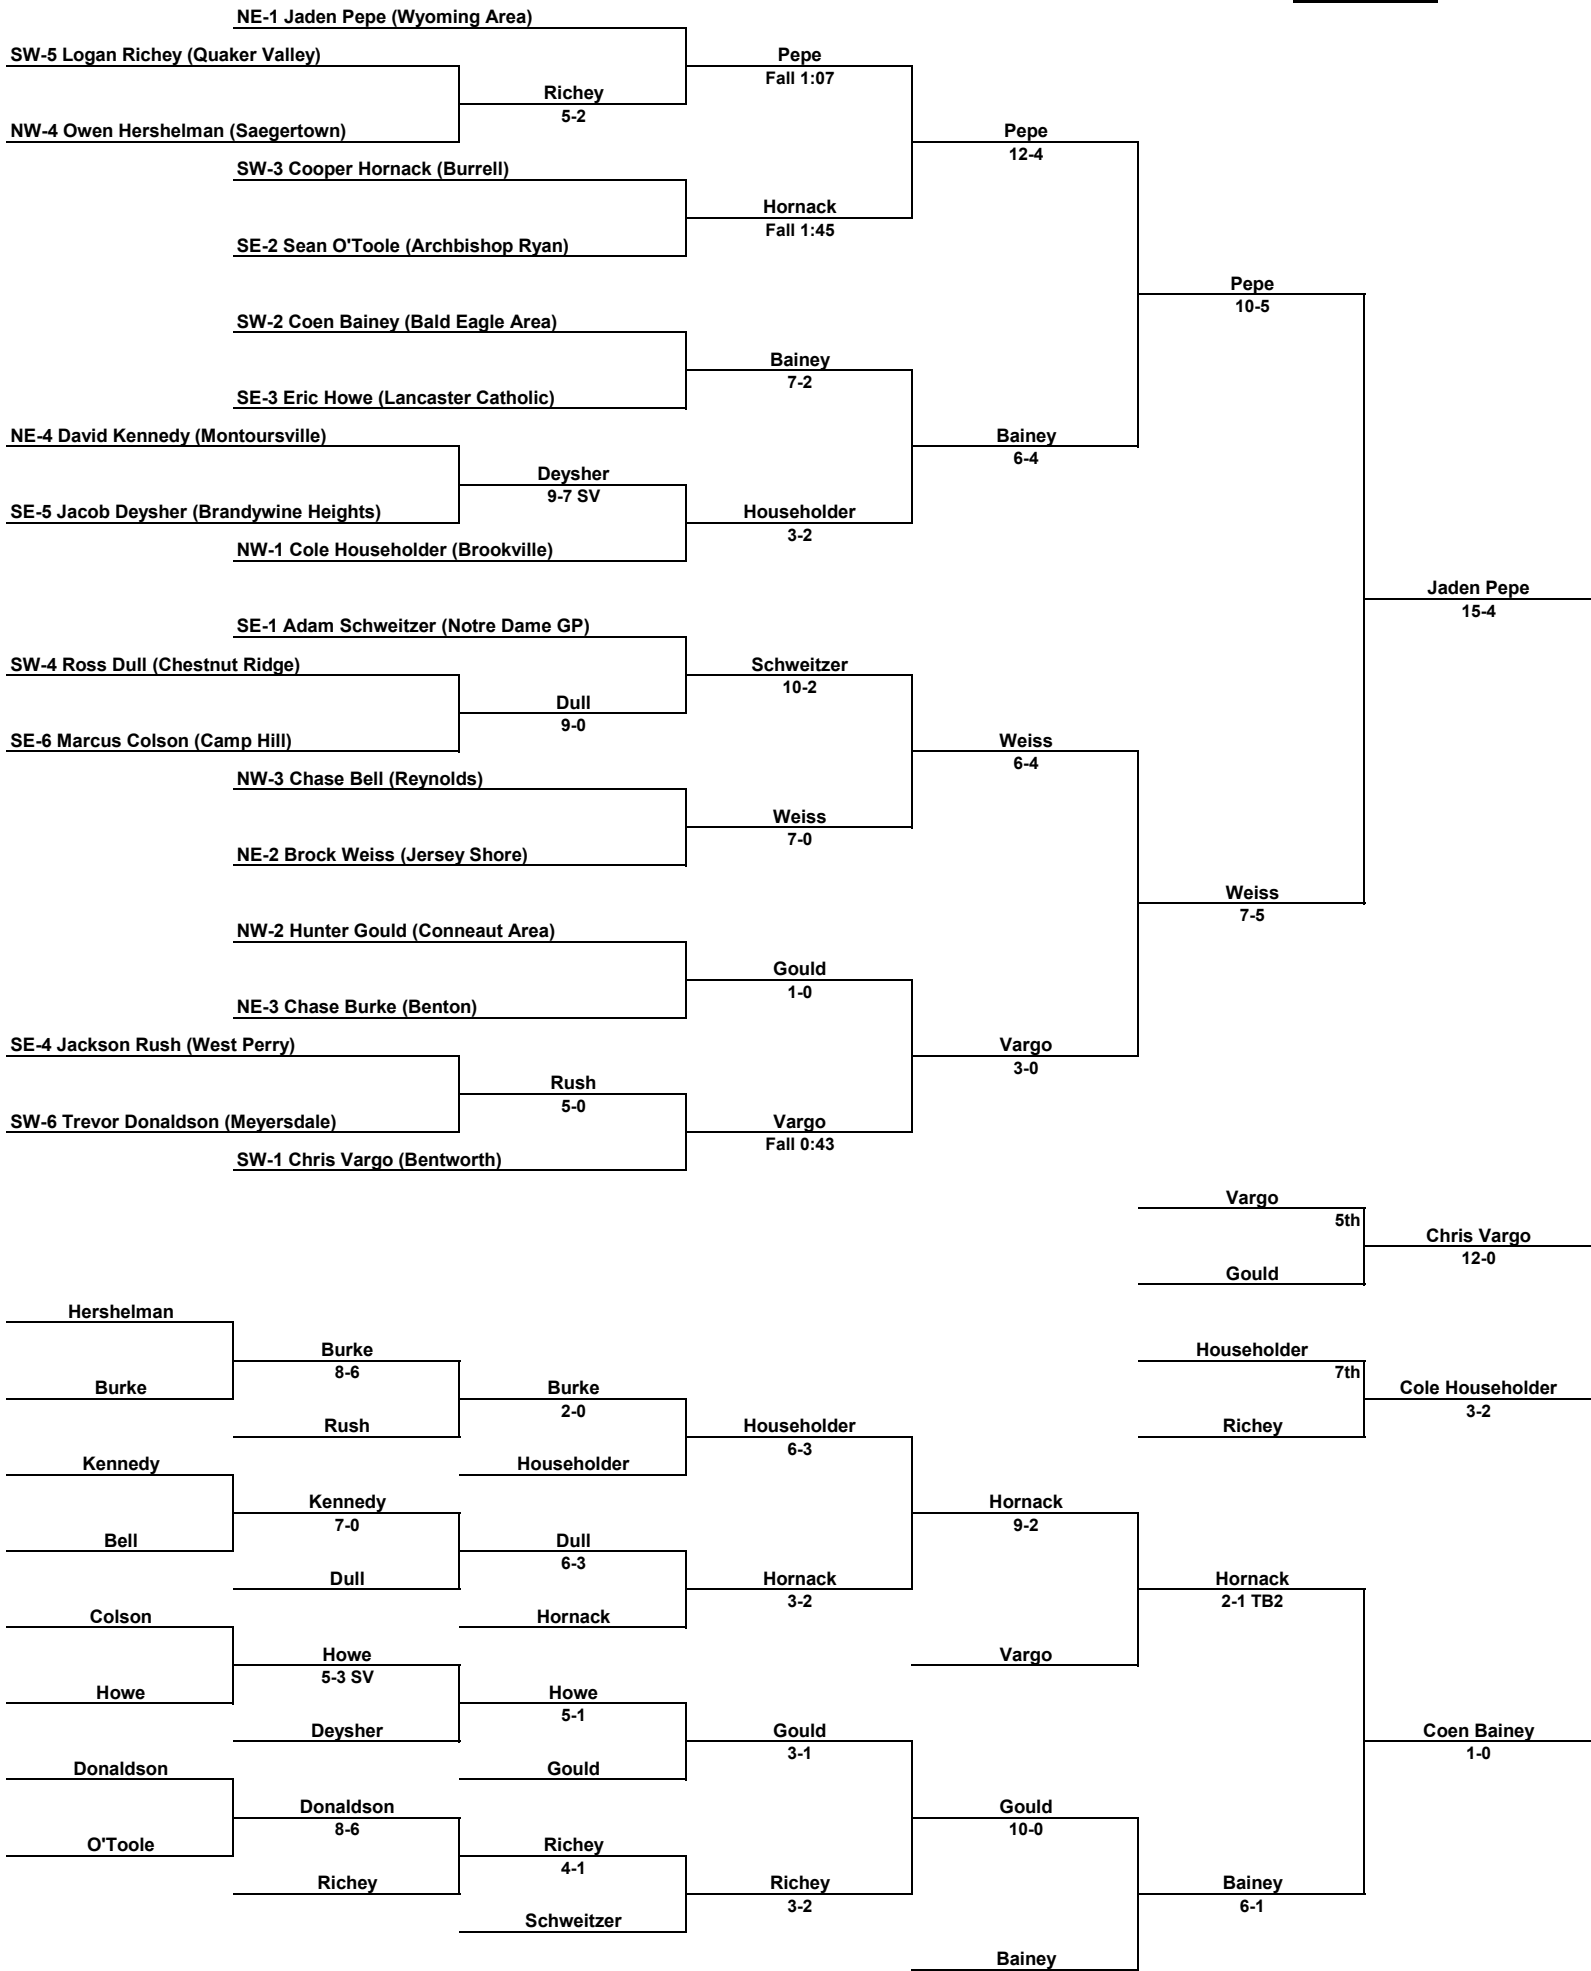 NE-1 Jaden Pepe (Wyoming Area)
SW-5 Logan Richey (Quaker Valley)
Pepe
Fall 1:07
Richey
5-2
NW-4 Owen Hershelman (Saegertown)
Pepe
12-4
SW-3 Cooper Hornack (Burrell)
Hornack
Fall 1:45
SE-2 Sean O'Toole (Archbishop Ryan)
Pepe
10-5
SW-2 Coen Bainey (Bald Eagle Area)
Bainey
7-2
SE-3 Eric Howe (Lancaster Catholic)
NE-4 David Kennedy (Montoursville)
Bainey
6-4
Deysher
9-7 SV
SE-5 Jacob Deysher (Brandywine Heights)
Householder
3-2
NW-1 Cole Householder (Brookville)
Jaden Pepe
15-4
SE-1 Adam Schweitzer (Notre Dame GP)
SW-4 Ross Dull (Chestnut Ridge)
Schweitzer
10-2
Dull
9-0
SE-6 Marcus Colson (Camp Hill)
Weiss
6-4
NW-3 Chase Bell (Reynolds)
Weiss
7-0
NE-2 Brock Weiss (Jersey Shore)
Weiss
7-5
NW-2 Hunter Gould (Conneaut Area)
Gould
1-0
NE-3 Chase Burke (Benton)
SE-4 Jackson Rush (West Perry)
Vargo
3-0
Rush
5-0
SW-6 Trevor Donaldson (Meyersdale)
Vargo
Fall 0:43
SW-1 Chris Vargo (Bentworth)
Vargo
5th
Chris Vargo
12-0
Gould
Hershelman
Burke
8-6
Householder
7th
Burke
Burke
2-0
Cole Householder
3-2
Rush
Householder
6-3
Richey
Kennedy
Householder
Kennedy
7-0
Hornack
9-2
Bell
Dull
6-3
Dull
Hornack
3-2
Hornack
2-1 TB2
Colson
Hornack
Howe
5-3 SV
Vargo
Howe
Howe
5-1
Deysher
Gould
3-1
Coen Bainey
1-0
Donaldson
Gould
Donaldson
8-6
Gould
10-0
O'Toole
Richey
4-1
Richey
Richey
3-2
Bainey
6-1
Schweitzer
Bainey